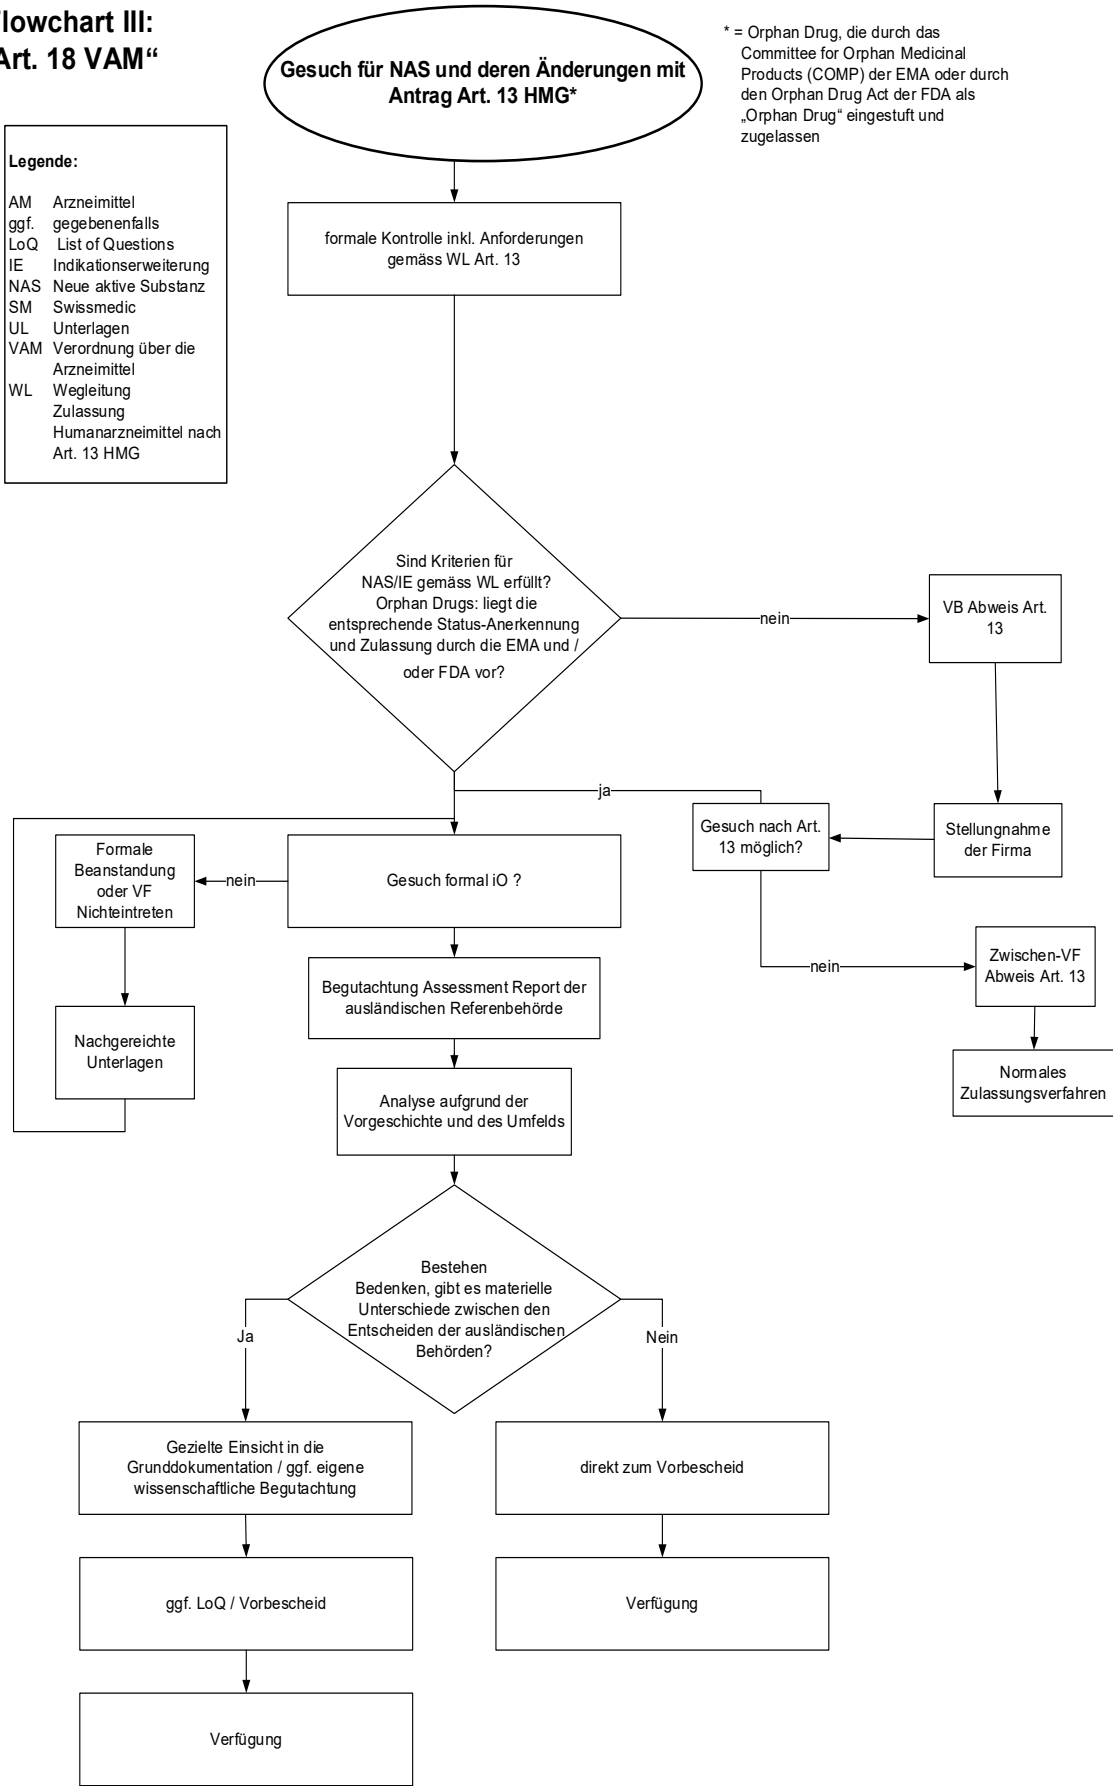 lowchart III:
Art. 18 VAM“
Gesuch für NAS und deren Änderungen mit
Antrag Art. 13 HMG*
* = Orphan Drug, die durch das
Committee for Orphan Medicinal
Products (COMP) der EMA oder durch
den Orphan Drug Act der FDA als
„Orphan Drug“ eingestuft und
zugelassen
Legende:
AM Arzneimittel
ggf. gegebenenfalls
LoQ List of Questions
IE Indikationserweiterung
NAS Neue aktive Substanz
SM Swissmedic
UL Unterlagen
VAM Verordnung über die
Arzneimittel
WL Wegleitung
Zulassung
Humanarzneimittel nach
Art. 13 HMG
formale Kontrolle inkl. Anforderungen
gemäss WL Art. 13
Sind Kriterien für
NAS/IE gemäss WL erfüllt?
Orphan Drugs: liegt die
entsprechende Status-Anerkennung
und Zulassung durch die EMA und /
oder FDA vor?
nein
VB Abweis Art.
13
Stellungnahme
der Firma
Gesuch nach Art.
13 möglich?
ja
nein
Zwischen-VF
Abweis Art. 13
Normales
Zulassungsverfahren
Gesuch formal iO ?
nein
Formale
Beanstandung
oder VF
Nichteintreten
Nachgereichte
Unterlagen
Begutachtung Assessment Report der
ausländischen Referenbehörde
Analyse aufgrund der
Vorgeschichte und des Umfelds
Bestehen
Bedenken, gibt es materielle
Unterschiede zwischen den
Entscheiden der ausländischen
Behörden?
Ja
Nein
Gezielte Einsicht in die
Grunddokumentation / ggf. eigene
wissenschaftliche Begutachtung
direkt zum Vorbescheid
ggf. LoQ / Vorbescheid
Verfügung
Verfügung